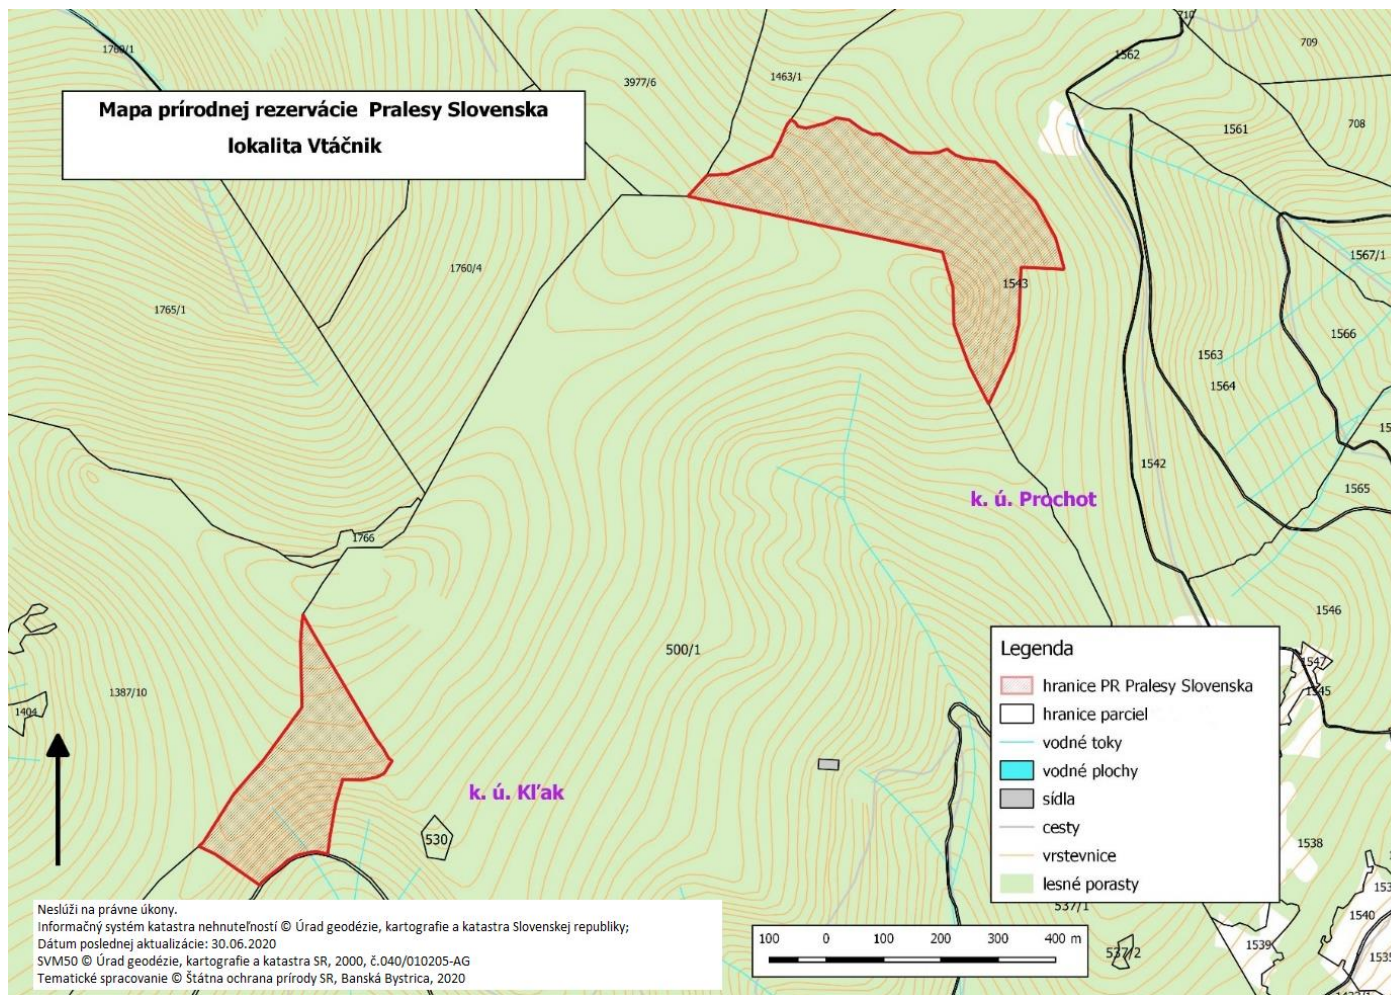 710
1760/1
1562
709
3977/6
1463/1
Mapa prírodnej rezervácie Pralesy Slovenska
lokalita Vtáčnik
708
1561
1760/4
1567/1
1543
1765/1
1566
1563
1564
1542
1565
k. ú. Prochot
1766
1546
500/1
Legenda
hranice PR Pralesy Slovenska
hranice parciel
vodné toky
vodné plochy
sídla
cesty
vrstevnice
lesné porasty
1547
1545
1387/10
1404
k. ú. Kľak
530
1538
537/1
1540
1539
537/2
Neslúži na právne úkony.
Informačný systém katastra nehnuteľností © Úrad geodézie, kartografie a katastra Slovenskej republiky;
Dátum poslednej aktualizácie: 30.06.2020
SVM50 © Úrad geodézie, kartografie a katastra SR, 2000, č.040/010205-AG
Tematické spracovanie © Štátna ochrana prírody SR, Banská Bystrica, 2020
100 0 100 200 300 400 m